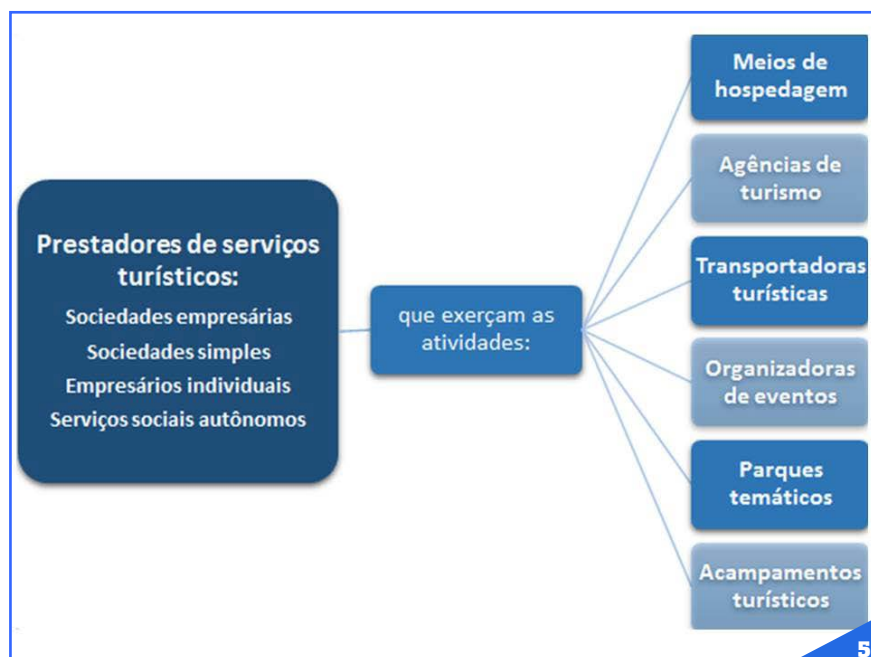 Prestadores de serviços
turísticos:
Sociedades empresárias
Sociedades simples
Empresários individuais
Serviços sociais autônomos
que exerçam as
atividades:
Meios de
hospedagem
Agências de
turismo
Transportadoras
turísticas
Organizadoras
de eventos
Parques
temáticos
Acampamentos
turísticos
5